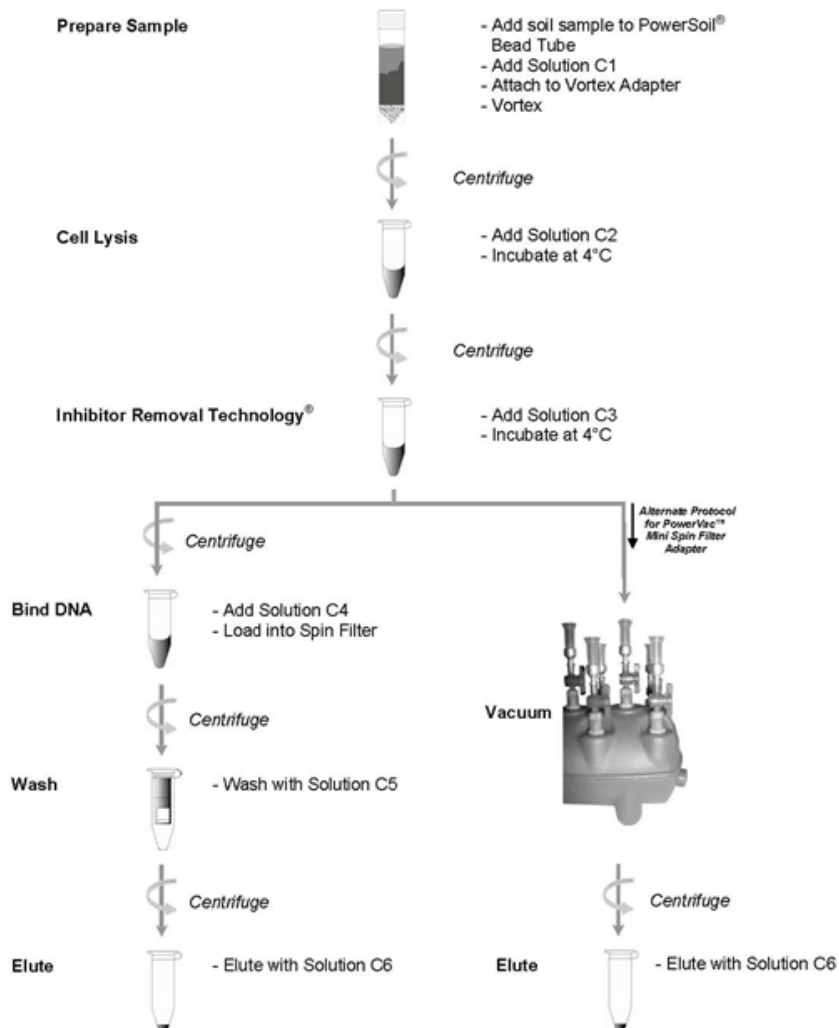 Prepare Sample
- Add soil sample to PowerSoil®
Bead Tube
- Add Solution C1
- Attach to Vortex Adapter
- Vortex
Centrifuge
Cell Lysis
- Add Solution C2
- Incubate at 4°C
Centrifuge
Inhibitor Removal Technology®
- Add Solution C3
- Incubate at 4°C
Centrifuge
Alternate Protocol
for PowerVac™
Mini Spin Filter
Adapter
Bind DNA
- Add Solution C4
- Load into Spin Filter
Centrifuge
Vacuum
Wash
- Wash with Solution C5
Centrifuge
Centrifuge
Elute
- Elute with Solution C6
Elute
- Elute with Solution C6